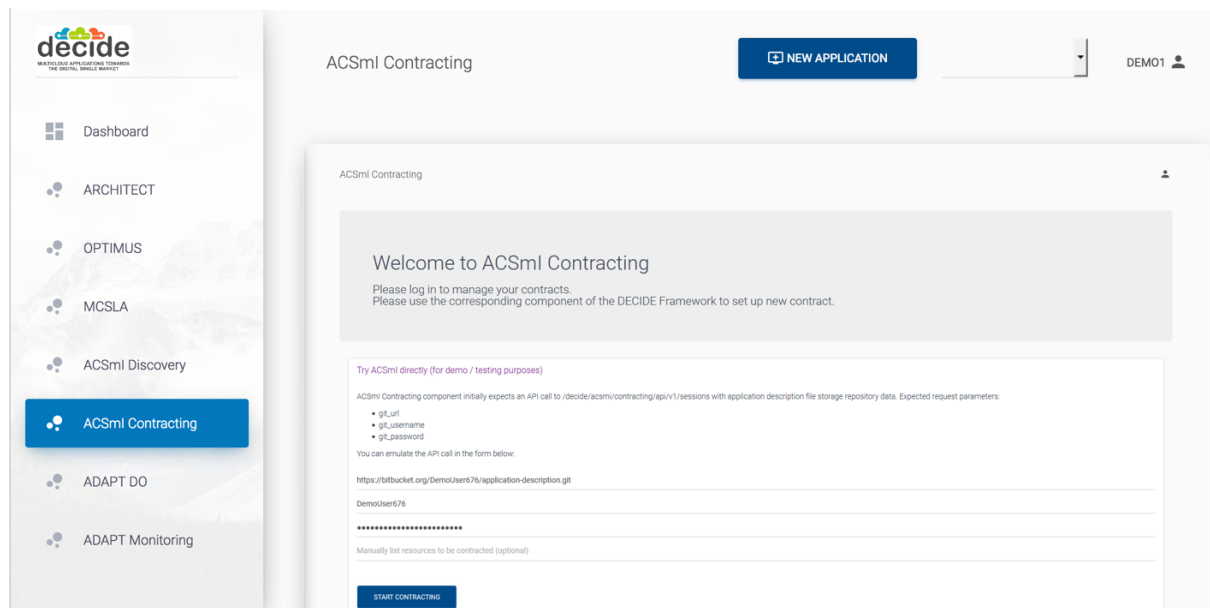 decide
MULTICLOUD APPLICATIONS TOWARDS
THE DIGITAL SINGLE MARKET
Dashboard
ARCHITECT
OPTIMUS
MCSLA
ACSmI Discovery
ACSmI Contracting
ADAPT DO
ADAPT Monitoring
ACSmI Contracting
NEW APPLICATION
DEMO1
ACSmI Contracting
Welcome to ACSmI Contracting
Please log in to manage your contracts.
Please use the corresponding component of the DECIDE Framework to set up new contract.
Try ACSmI directly (for demo / testing purposes)
ACSmI Contracting component initially expects an API call to /decide/acsmi/contracting/api/v1/sessions with application description file storage repository data. Expected request parameters:
• git_url
• git_username
• git_password
You can emulate the API call in the form below:
https://bitbucket.org/DemoUser676/application-description.git
DemoUser676
••••••••••••••••••••••••
Manually list resources to be contracted (optional)
START CONTRACTING